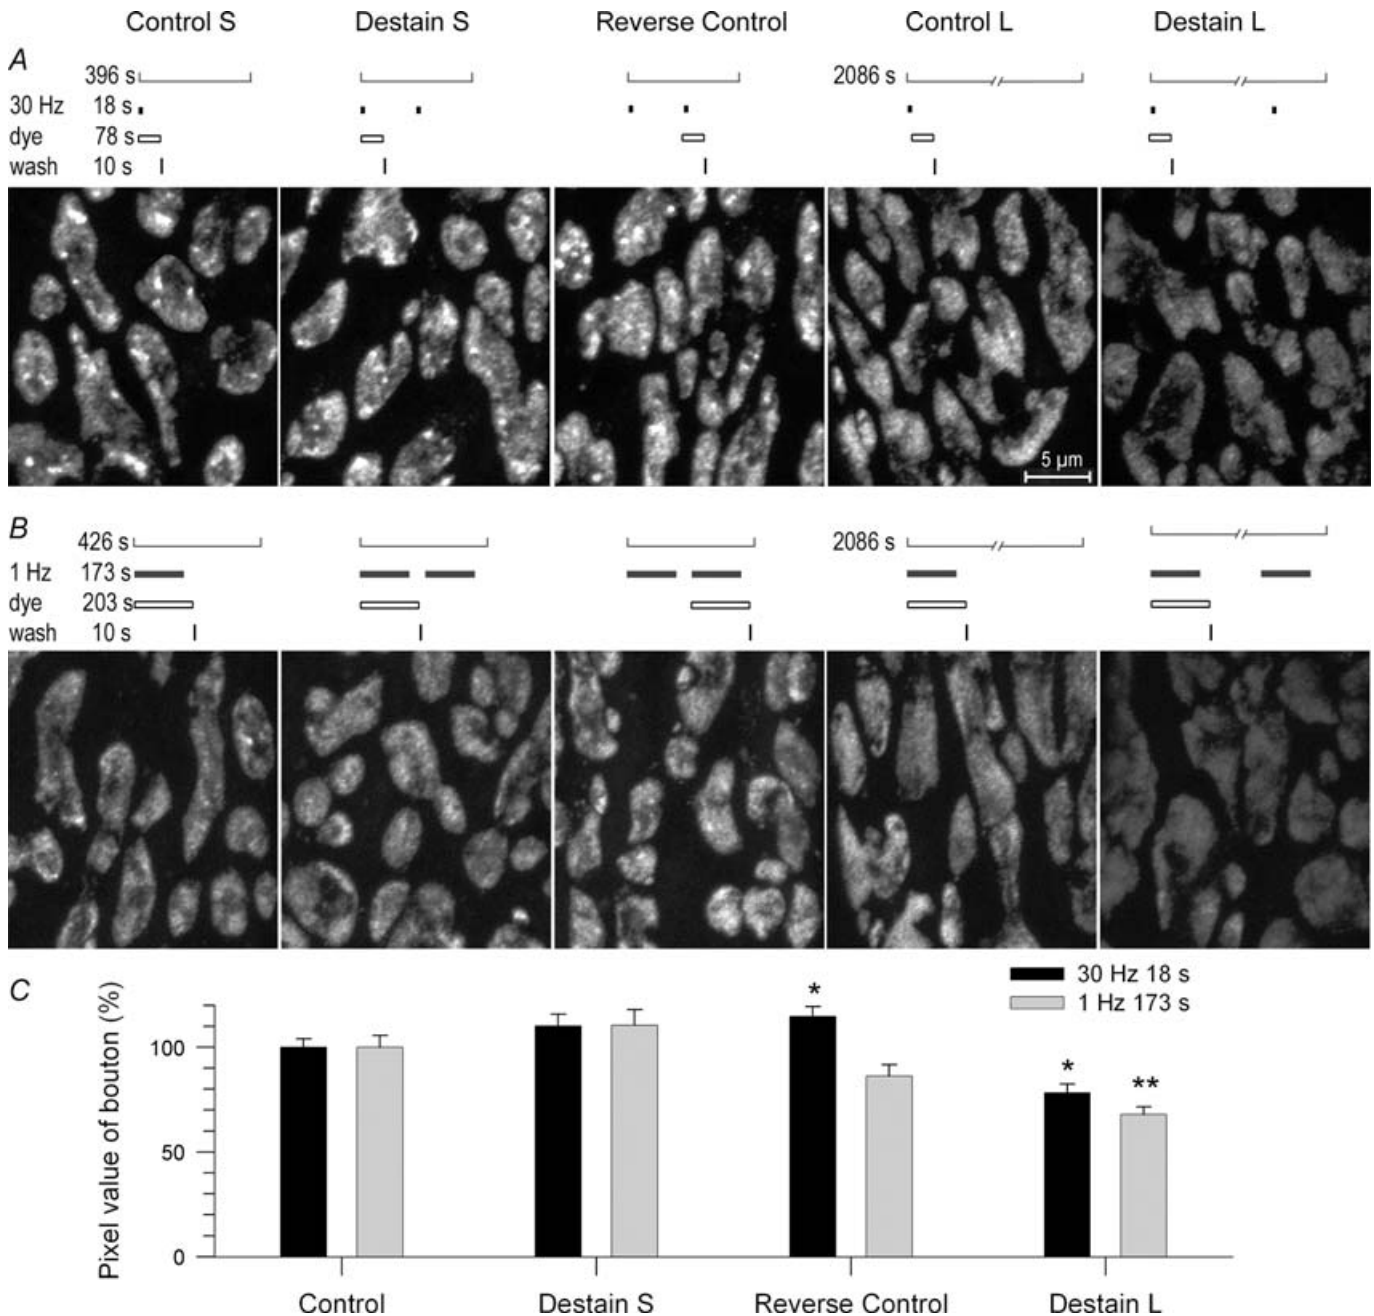 Control S Destain S Reverse Control Control L Destain L
A
396 s 2086 s
30 Hz 18 s
dye 78 s
wash 10 s
5 µm
B
426 s 2086 s
1 Hz 173 s
dye 203 s
wash 10 s
C
30 Hz 18 s
1 Hz 173 s
Pixel value of bouton (%)
* * **
100
50
0
Control Destain S Reverse Control Destain L